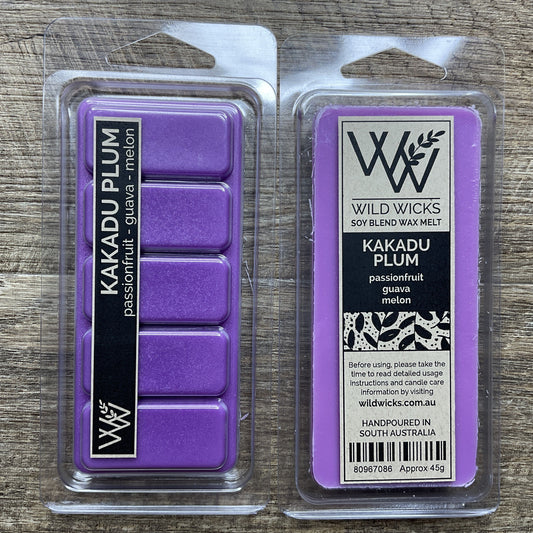 KAKADU PLUM
passionfruit - guava - melon
WW
WW
WILD WICKS
SOY BLEND WAX MELT
KAKADU
PLUM
passionfruit
guava
melon
Before using, please take the
time to read detailed usage
instructions and candle care
information by visiting
wildwicks.com.au
HANDPOURED IN
SOUTH AUSTRALIA
80967086 Approx 45g